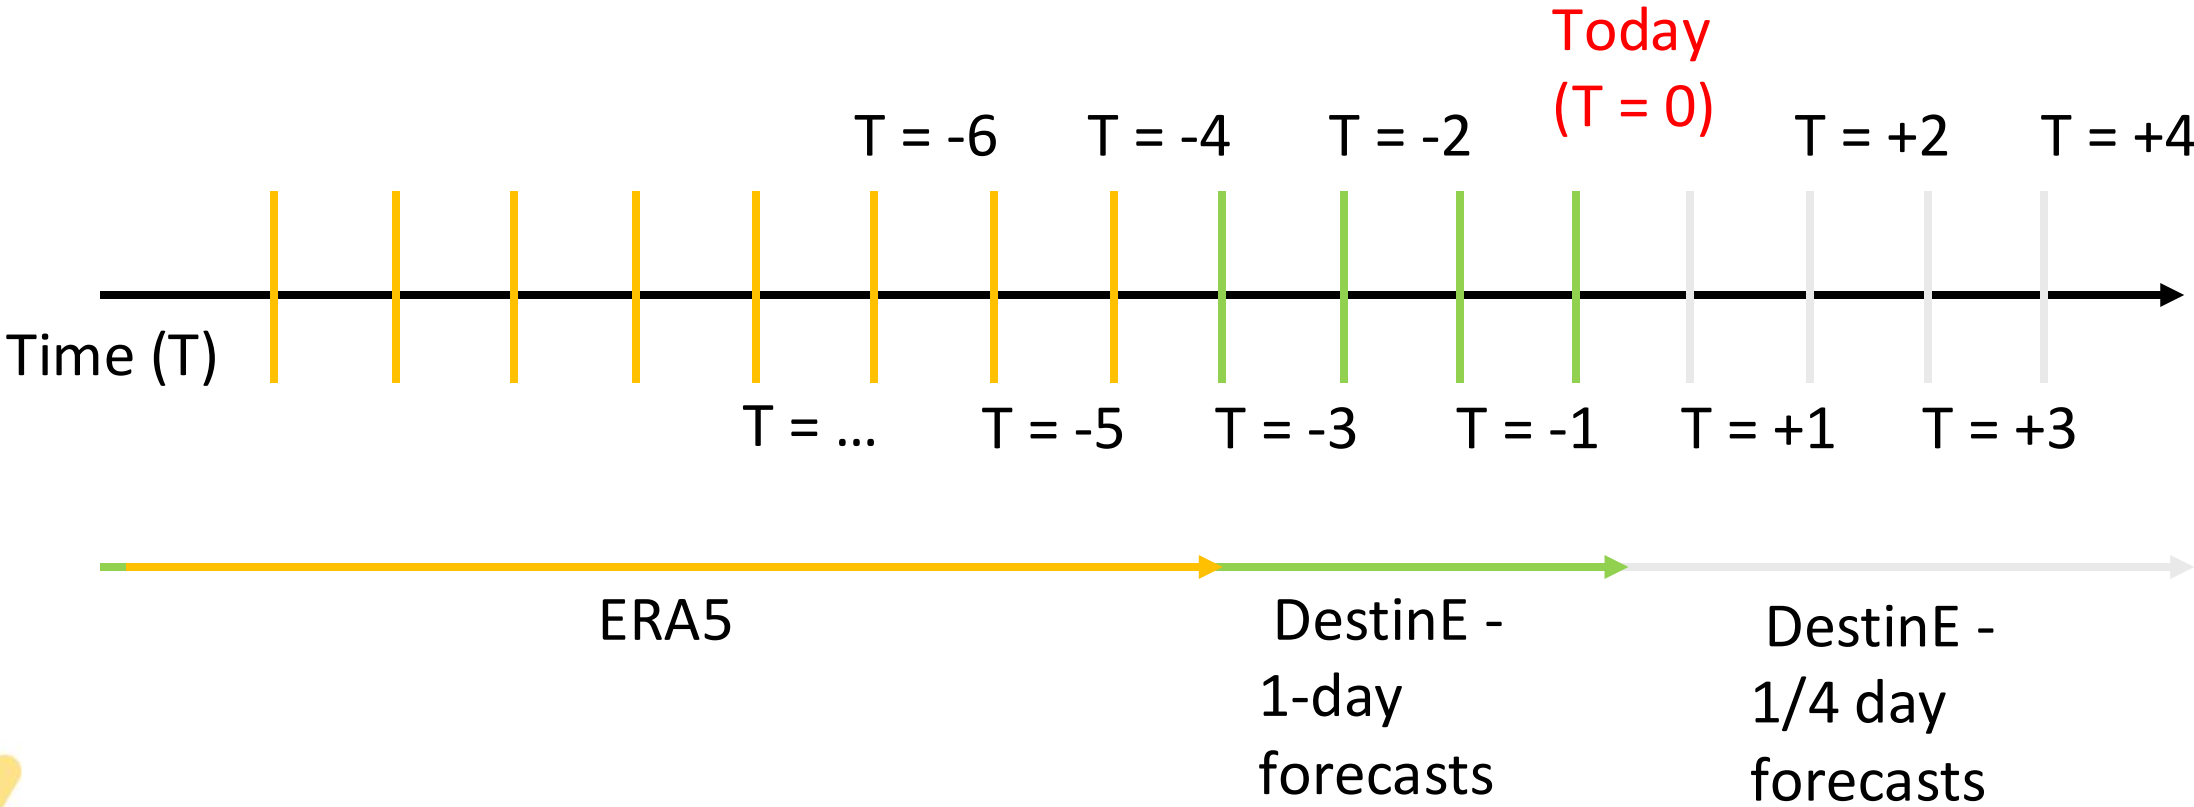 Today
(T = 0)
T = -6
T = -4
T = -2
T = +2
T = +4
Time (T)
T = ...
T = -5
T = -3
T = -1
T = +1
T = +3
ERA5
DestinE -
1-day
forecasts
DestinE -
1/4 day
forecasts